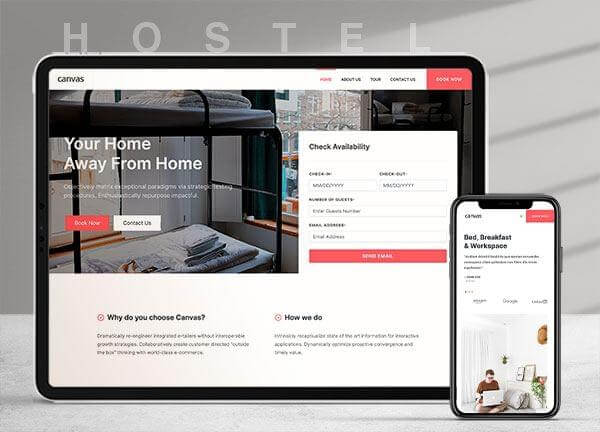 HOSTEL
canvas
HOME ABOUT US TOUR CONTACT US BOOK NOW
Your Home
Away From Home
Objectively matrix exceptional paradigms via strategic testing
procedures. Enthusiastically repurpose impactful.
Book Now Contact Us
Check Availability
CHECK-IN* CHECK-OUT*
MM/DD/YYYY MM/DD/YYYY
NUMBER OF GUESTS*
Enter Guests Number
EMAIL ADDRESS*
Email Address
SEND EMAIL
Why do you choose Canvas?
Dramatically re-engineer integrated e-tailers without interoperable
growth strategies. Collaboratively create customer directed "outside
the box" thinking with world-class e-commerce.
How we do
Intrinsicly recaptiualize state of the art information for interactive
applications. Dynamically optimize proactive convergence and
timely value.
canvas
BOOK NOW
Bed, Breakfast
& Workspace
amazon Google LinkedIn